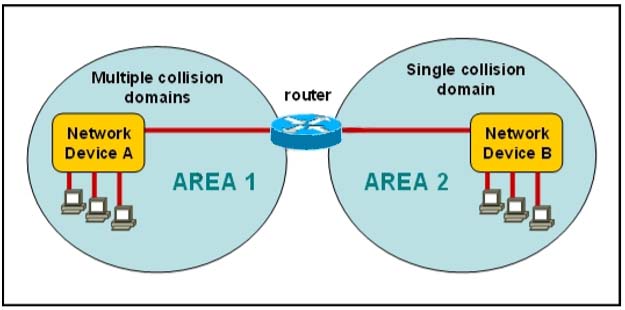 Multiple collision
domains
router
Single collision
domain
Network
Device A
AREA 1
AREA 2
Network
Device B